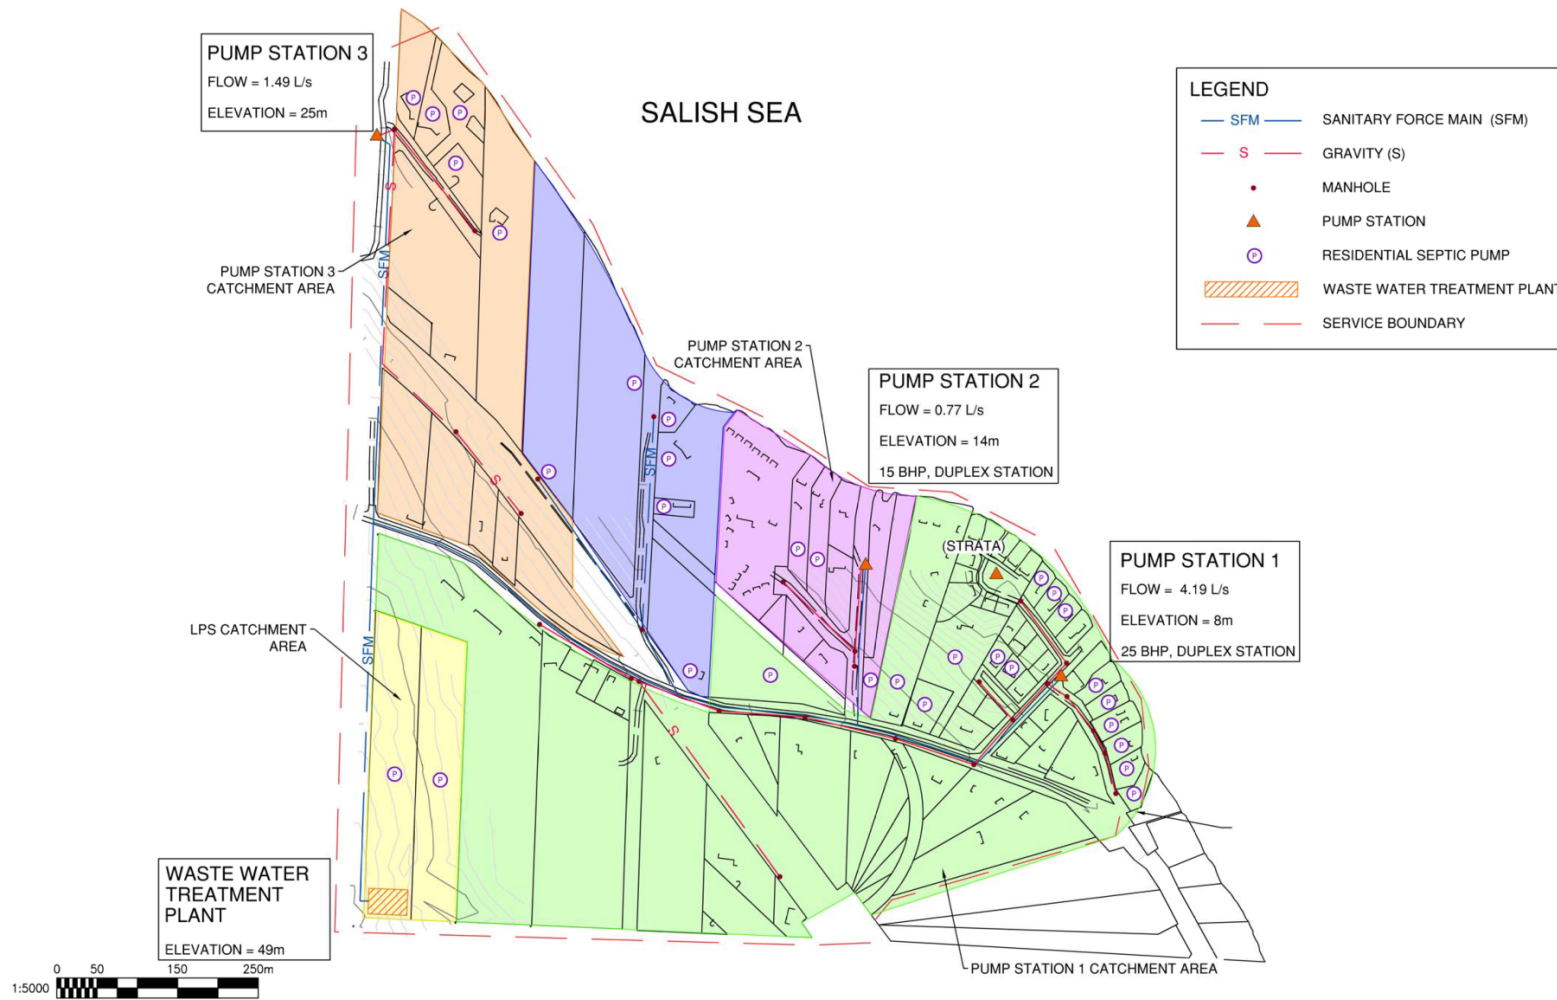 PUMP STATION 3
FLOW = 1.49 L/s
ELEVATION = 25m
SALISH SEA
LEGEND
SFM SANITARY FORCE MAIN (SFM)
S GRAVITY (S)
MANHOLE
PUMP STATION
P RESIDENTIAL SEPTIC PUMP
WASTE WATER TREATMENT PLANT
SERVICE BOUNDARY
P
P
P
P
P
S
SFM
PUMP STATION 3
CATCHMENT AREA
PUMP STATION 2
CATCHMENT AREA
PUMP STATION 2
FLOW = 0.77 L/s
ELEVATION = 14m
15 BHP, DUPLEX STATION
P
P
P
SFM
P
S
P
P
P
(STRATA)
PUMP STATION 1
FLOW = 4.19 L/s
ELEVATION = 8m
25 BHP, DUPLEX STATION
P
P
P
LPS CATCHMENT
AREA
SFM
P
P
P
P
P
P
P
P
P
P
P
P
P
P
S
P
P
WASTE WATER
TREATMENT
PLANT
ELEVATION = 49m
PUMP STATION 1 CATCHMENT AREA
0 50 150 250m
1:5000